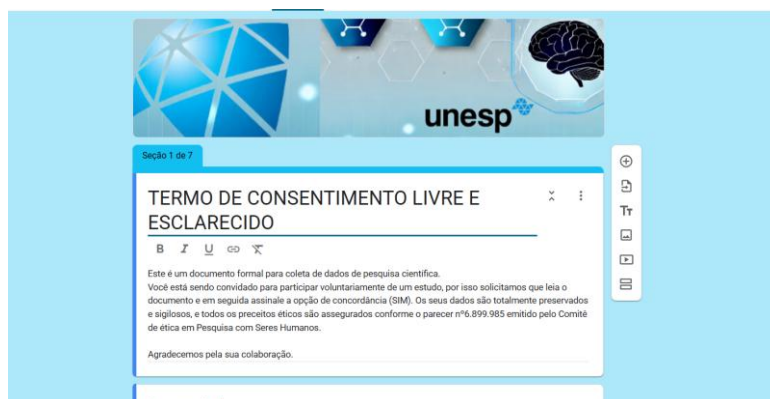 unesp
Seção 1 de 7
TERMO DE CONSENTIMENTO LIVRE E
ESCLARECIDO
B I U
Este é um documento formal para coleta de dados de pesquisa científica.
Você está sendo convidado para participar voluntariamente de um estudo, por isso solicitamos que leia o
documento e em seguida assinale a opção de concordância (SIM). Os seus dados são totalmente preservados
e sigilosos, e todos os preceitos éticos são assegurados conforme o parecer nº6.899.985 emitido pelo Comitê
de ética em Pesquisa com Seres Humanos.
Agradecemos pela sua colaboração.
Tт